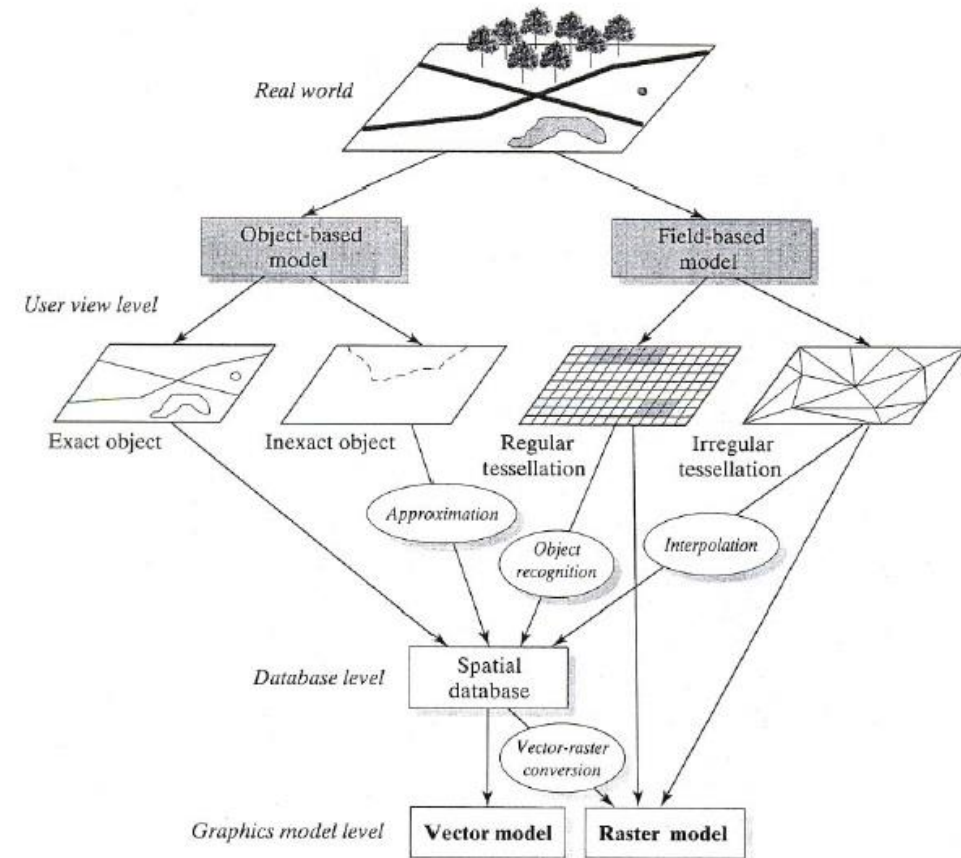 Real world
Object-based
model
Field-based
model
User view level
Exact object
Inexact object
Regular
tessellation
Irregular
tessellation
Approximation
Object
recognition
Interpolation
Database level
Spatial
database
Vector-raster
conversion
Graphics model level
Vector model
Raster model